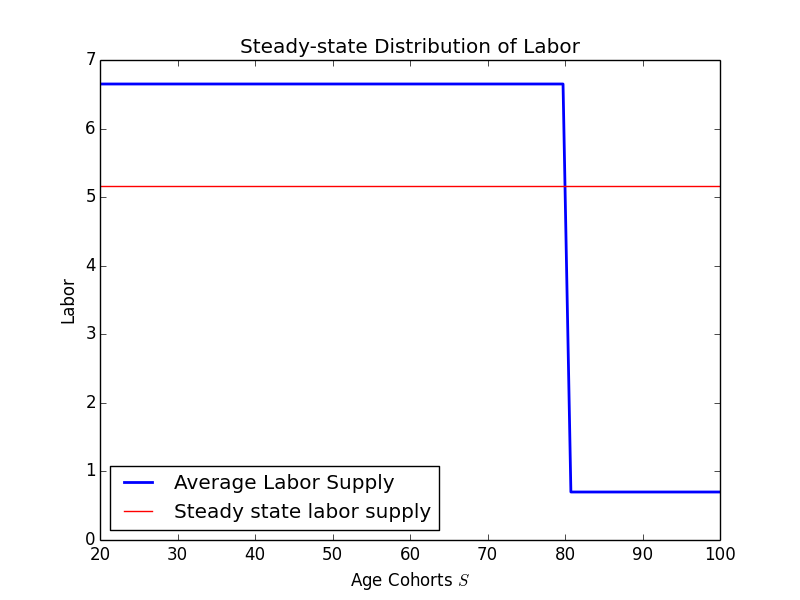 Steady-state Distribution of Labor
7
6
5
4
3
2
1
0
Labor
Average Labor Supply
Steady state labor supply
20 30 40 50 60 70 80 90 100
Age Cohorts S